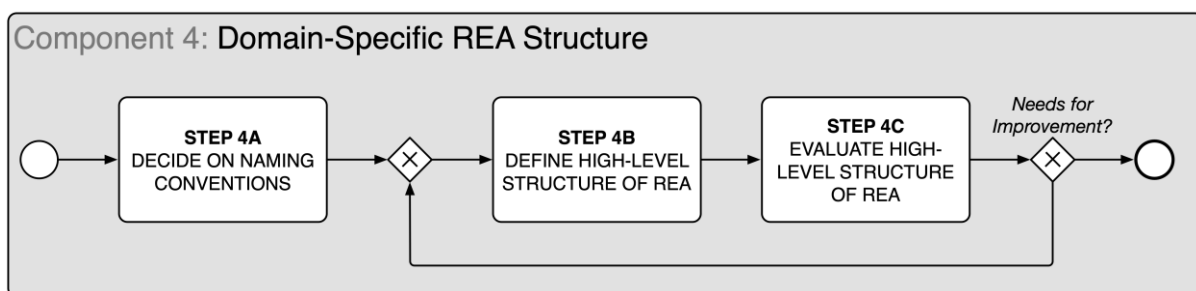 Component 4: Domain-Specific REA Structure
STEP 4A
DECIDE ON NAMING
CONVENTIONS
STEP 4B
DEFINE HIGH-LEVEL
STRUCTURE OF REA
STEP 4C
EVALUATE HIGH-
LEVEL STRUCTURE
OF REA
Needs for
Improvement?